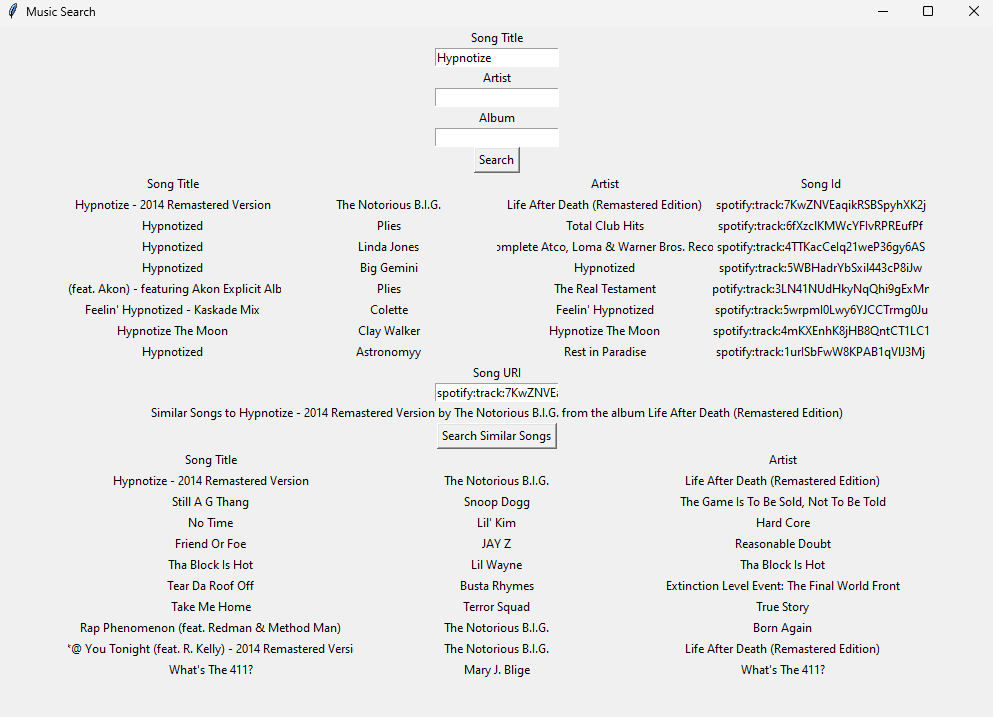 Music Search
Song Title
Hypnotize
Artist
Album
Search
Song Title Artist Song Id
Hypnotize - 2014 Remastered Version The Notorious B.I.G. Life After Death (Remastered Edition) spotify:track:7KwZNVEaqikRSBSpyhXK2j
Hypnotized Plies Total Club Hits spotify:track:6fXzclKMWcYFlvRPREufPf
Hypnotized Linda Jones omplete Atco, Loma & Warner Bros. Reco spotify:track:4TTKacCelq21weP36gy6AS
Hypnotized Big Gemini Hypnotized spotify:track:5WBHadrYbSxil443cP8iJw
(feat. Akon) - featuring Akon Explicit Alb Plies The Real Testament potify:track:3LN41NUdHkyNqQhi9gExMr
Feelin' Hypnotized - Kaskade Mix Colette Feelin' Hypnotized spotify:track:5wrpml0Lwy6YJCCTrmg0Ju
Hypnotize The Moon Clay Walker Hypnotize The Moon spotify:track:4mKXEnhK8jHB8QntCT1LC1
Hypnotized Astronomyy Rest in Paradise spotify:track:1urlSbFwW8KPAB1qVlJ3Mj
Song URI
spotify:track:7KwZNVEa
Similar Songs to Hypnotize - 2014 Remastered Version by The Notorious B.I.G. from the album Life After Death (Remastered Edition)
Search Similar Songs
Song Title Artist
Hypnotize - 2014 Remastered Version The Notorious B.I.G. Life After Death (Remastered Edition)
Still A G Thang Snoop Dogg The Game Is To Be Sold, Not To Be Told
No Time Lil' Kim Hard Core
Friend Or Foe JAY Z Reasonable Doubt
Tha Block Is Hot Lil Wayne Tha Block Is Hot
Tear Da Roof Off Busta Rhymes Extinction Level Event: The Final World Front
Take Me Home Terror Squad True Story
Rap Phenomenon (feat. Redman & Method Man) The Notorious B.I.G. Born Again
*@ You Tonight (feat. R. Kelly) - 2014 Remastered Versi The Notorious B.I.G. Life After Death (Remastered Edition)
What's The 411? Mary J. Blige What's The 411?